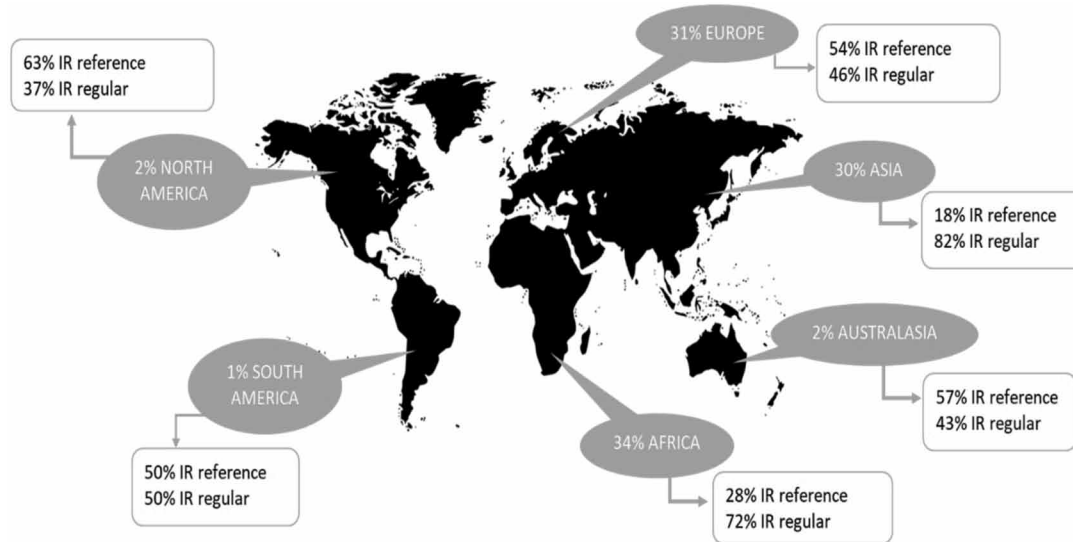 31% EUROPE
54% IR reference
46% IR regular
63% IR reference
37% IR regular
2% NORTH
AMERICA
30% ASIA
18% IR reference
82% IR regular
2% AUSTRALASIA
57% IR reference
43% IR regular
1% SOUTH
AMERICA
50% IR reference
50% IR regular
34% AFRICA
28% IR reference
72% IR regular